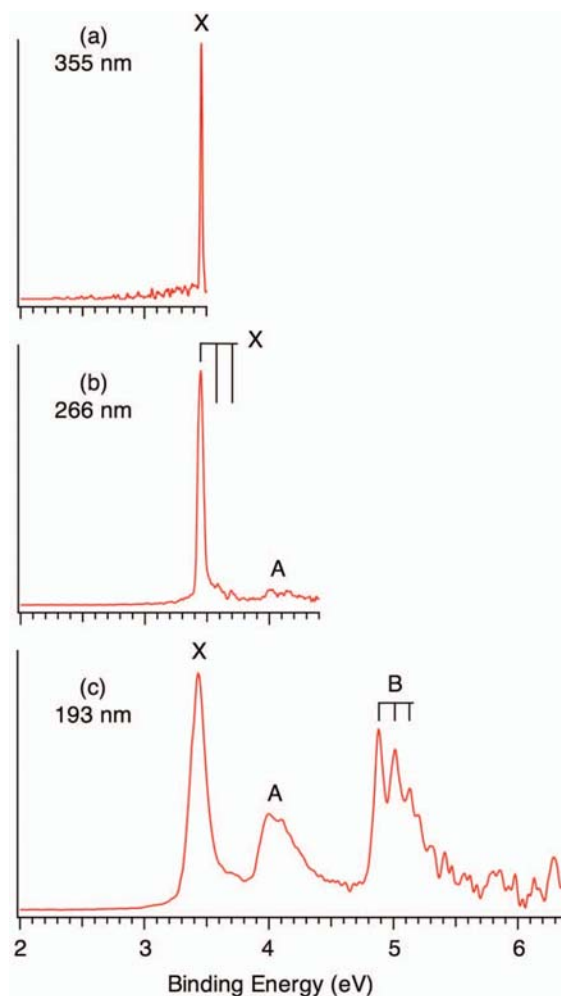 X
(a)
355 nm
X
(b)
266 nm
A
X
(c)
193 nm
A
B
2 3 4 5 6
Binding Energy (eV)